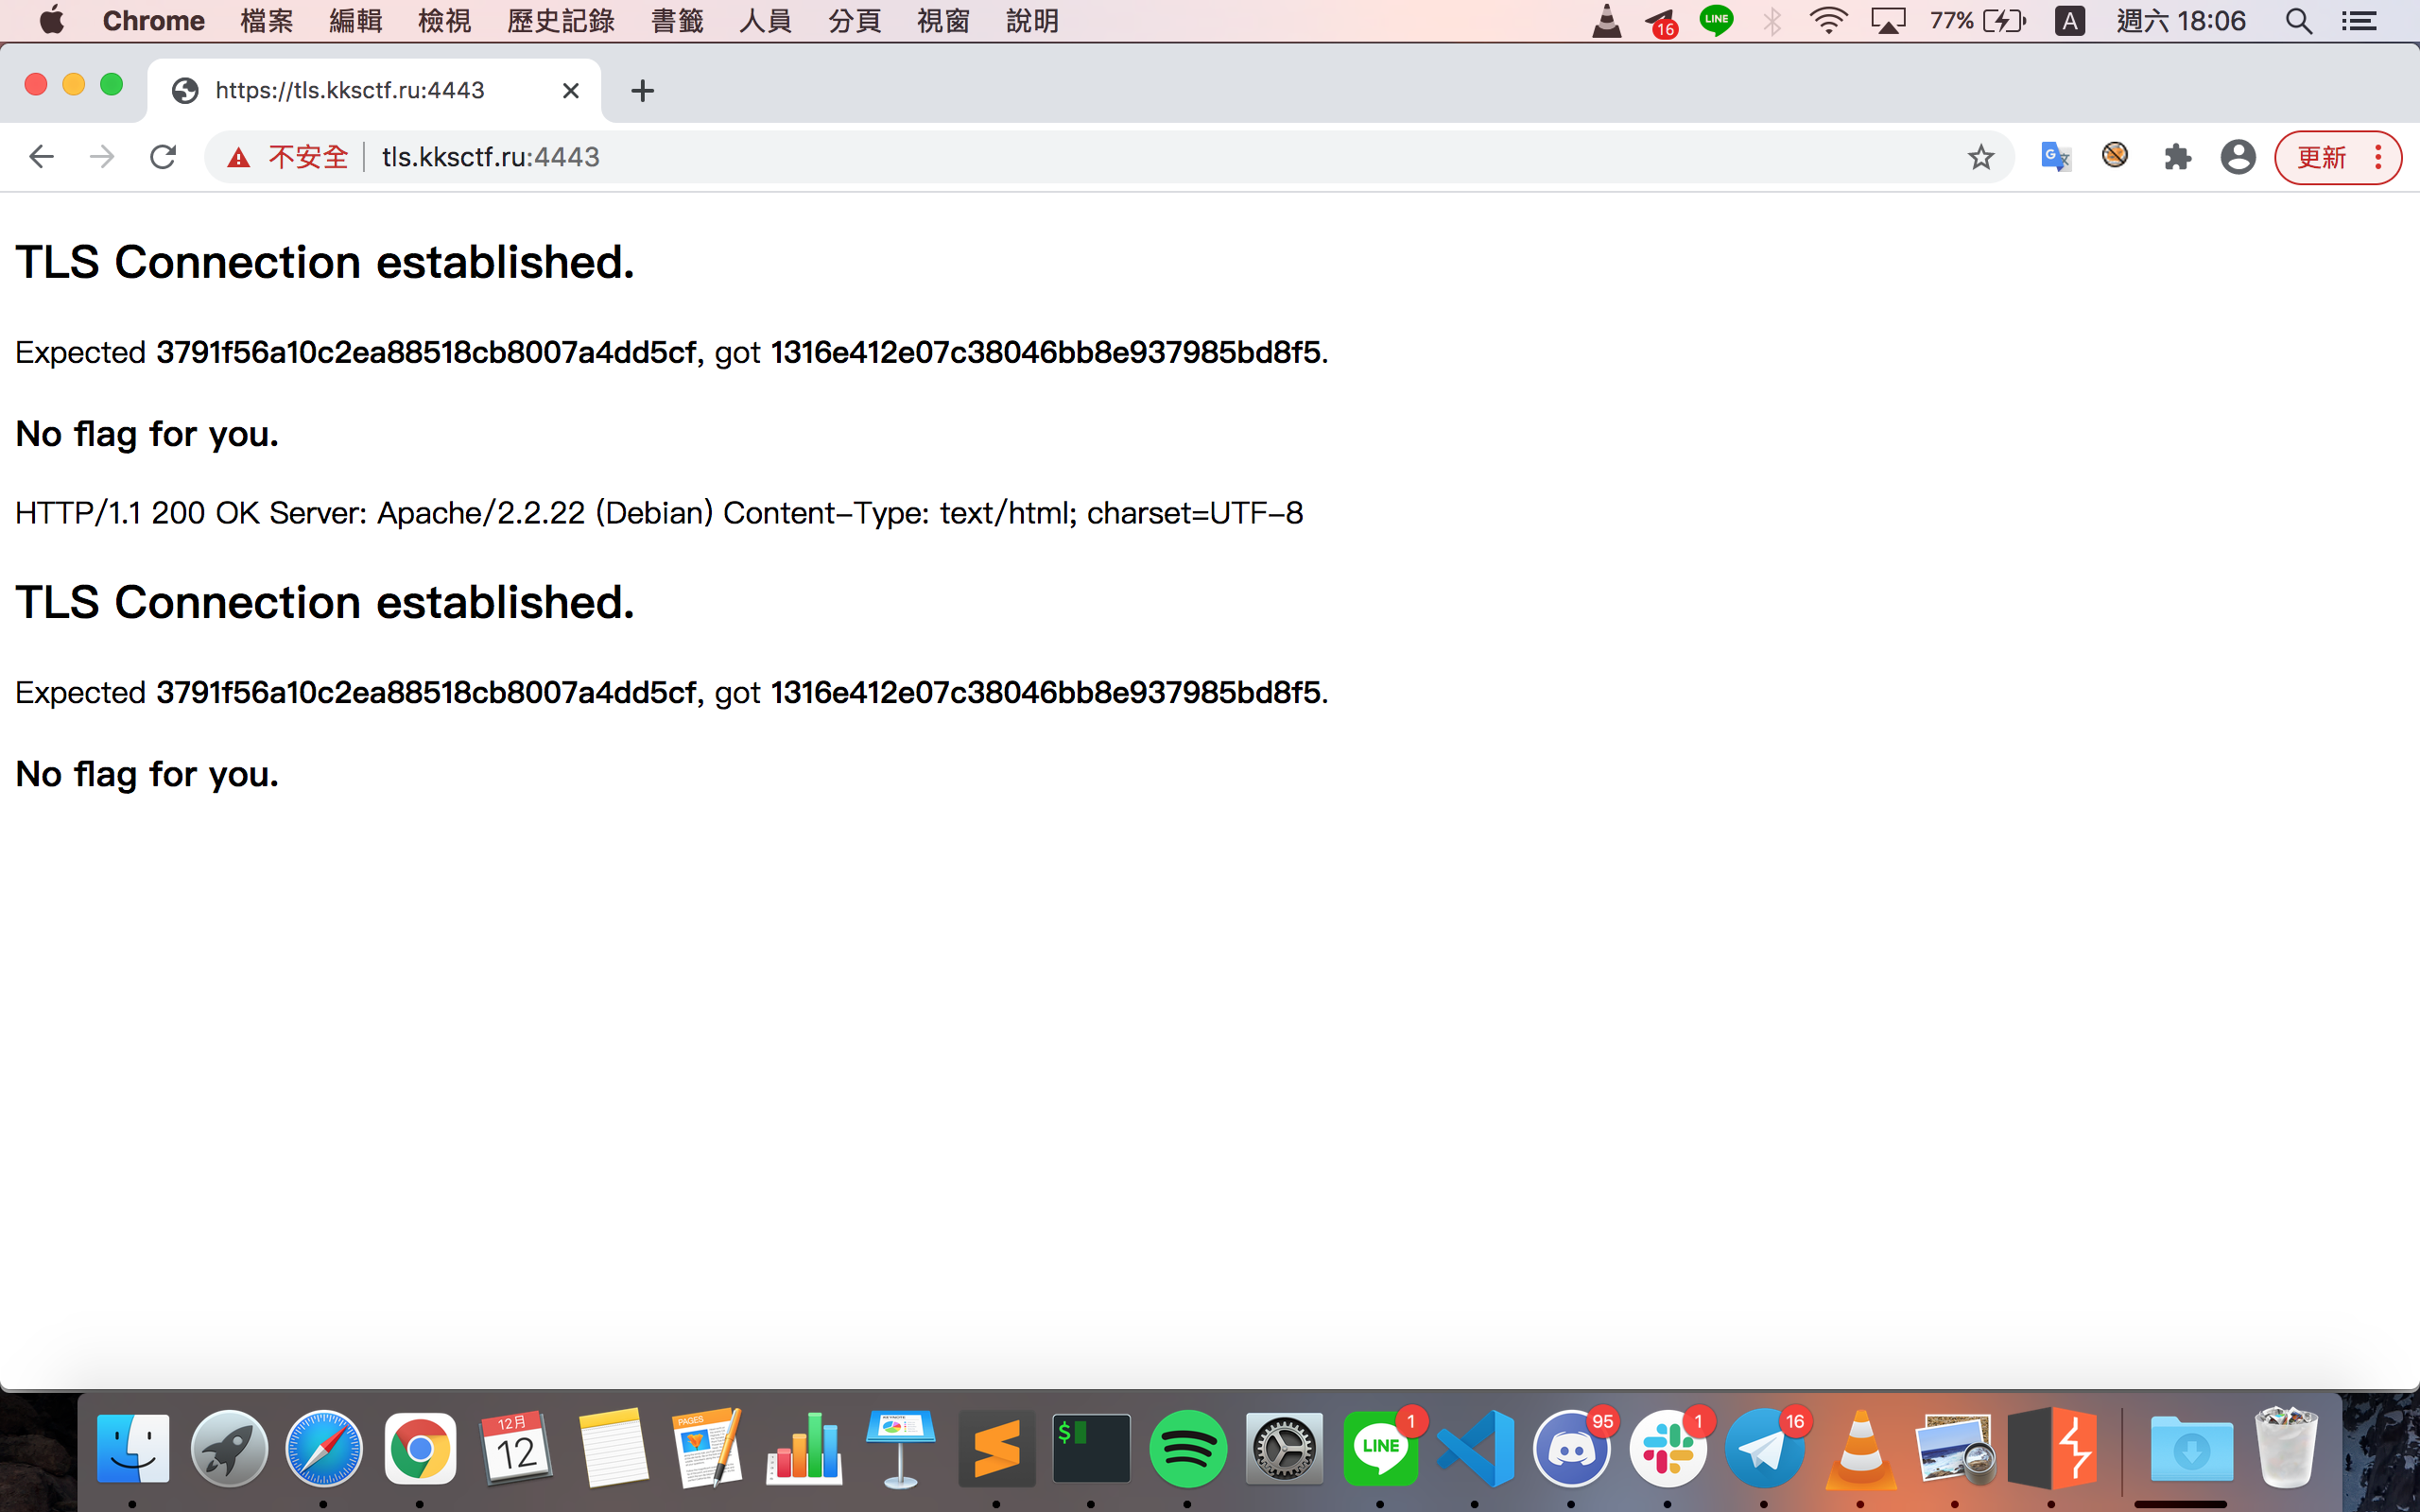 Chrome 檔案 編輯 檢視 歷史記錄 書籤 人員 分頁 視窗 說明 16 LINE 77% A 週六 18:06
https://tls.kksctf.ru:4443
不安全 tls.kksctf.ru:4443 更新
TLS Connection established.
Expected 3791f56a10c2ea88518cb8007a4dd5cf, got 1316e412e07c38046bb8e937985bd8f5.
No flag for you.
HTTP/1.1 200 OK Server: Apache/2.2.22 (Debian) Content-Type: text/html; charset=UTF-8
TLS Connection established.
Expected 3791f56a10c2ea88518cb8007a4dd5cf, got 1316e412e07c38046bb8e937985bd8f5.
No flag for you.
12月
12
PAGES
KEYNOTE
$
LINE
1
95
1
16